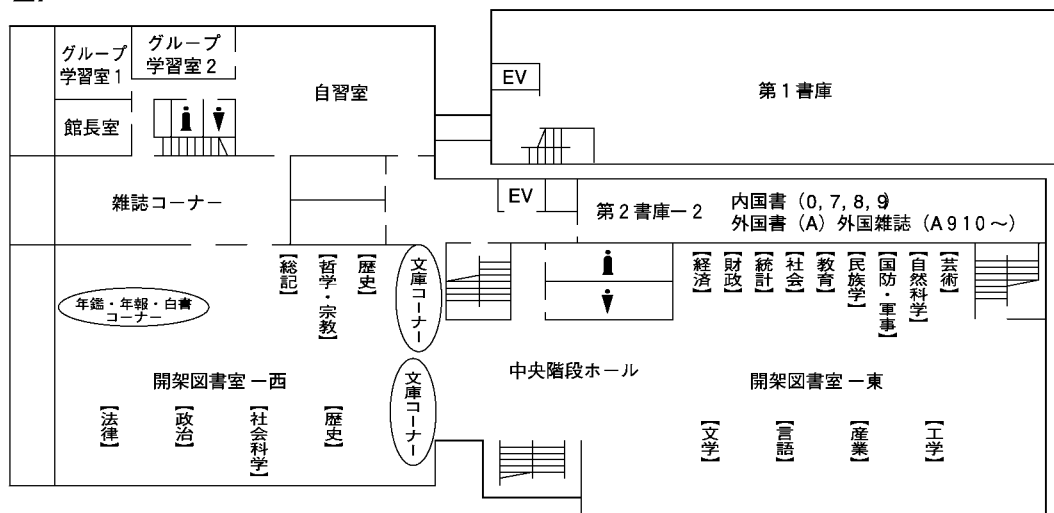 グループ
学習室1
グループ
学習室2
自習室
館長室
EV
第1書庫
雑誌コーナー
EV
第2書庫ー2
内国書 (0, 7, 8, 9)
外国書 (A) 外国雑誌 (A910～)
【総記】
【哲学・宗教】
【歴史】
文庫コーナー
【経済】
【財政】
【統計】
【社会】
【教育】
【民族学】
【国防・軍事】
【自然科学】
【芸術】
年鑑・年報・白書
コーナー
開架図書室ー西
文庫コーナー
中央階段ホール
開架図書室ー東
【法律】
【政治】
【社会科学】
【歴史】
【文学】
【言語】
【産業】
【工学】